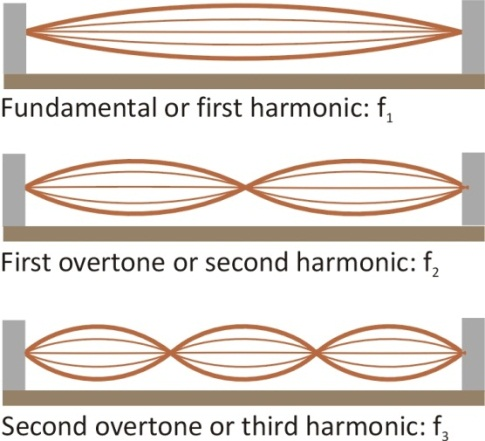 Fundamental or first harmonic: f₁
First overtone or second harmonic: f₂
Second overtone or third harmonic: f₃